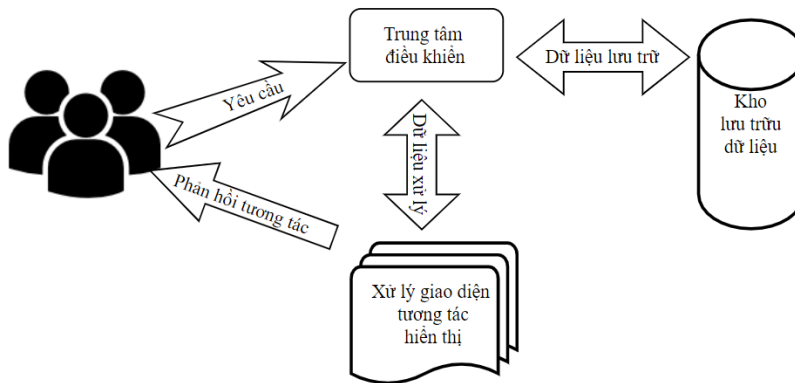 Trung tâm
điều khiển
Yêu cầu
Dữ liệu lưu trữ
Kho
lưu trữu
dữ liệu
Dữ liệu xử lý
Phản hồi tương tác
Xử lý giao diện
tương tác
hiển thị